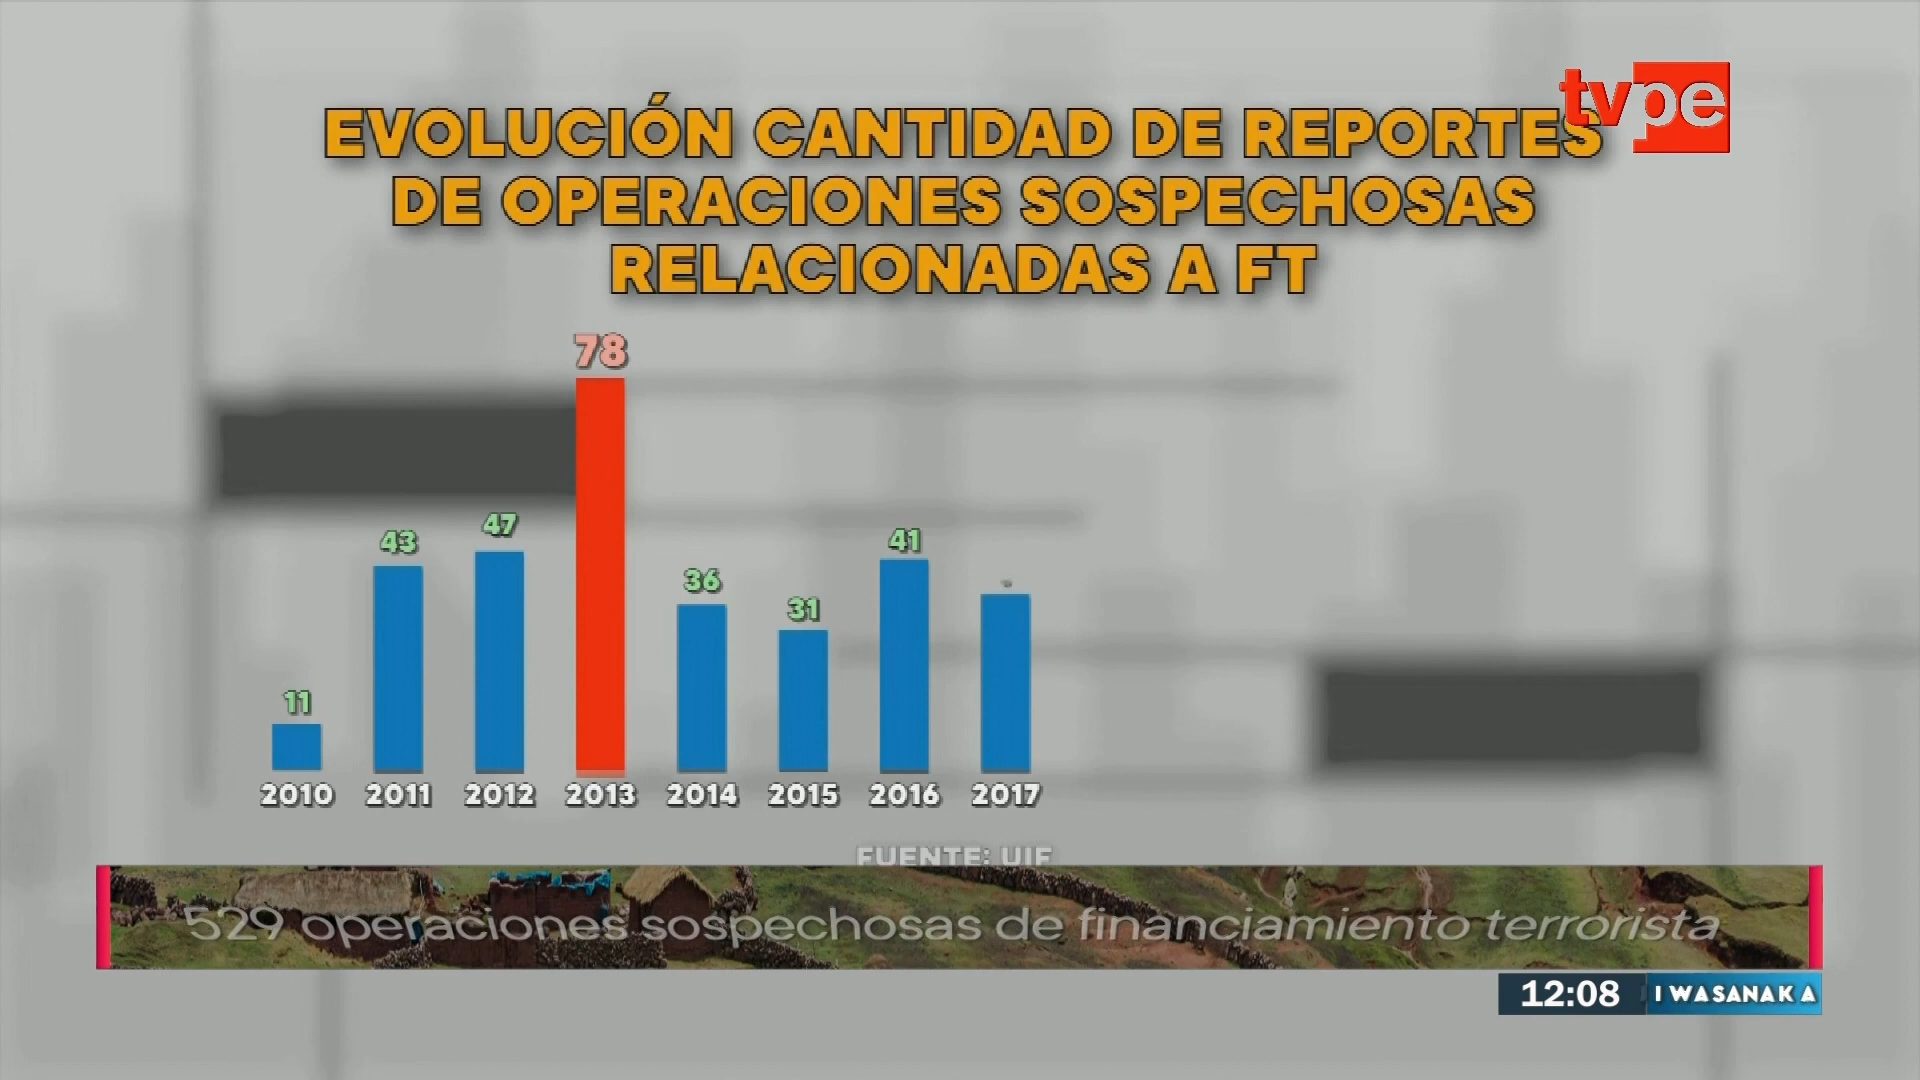 tvpe
EVOLUCIÓN CANTIDAD DE REPORTES
DE OPERACIONES SOSPECHOSAS
RELACIONADAS A FT
78
43
47
36
31
41
11
2010 2011 2012 2013 2014 2015 2016 2017
FUENTE: UIF
529 operaciones sospechosas de financiamiento terrorista
12:08
I WASANAKA